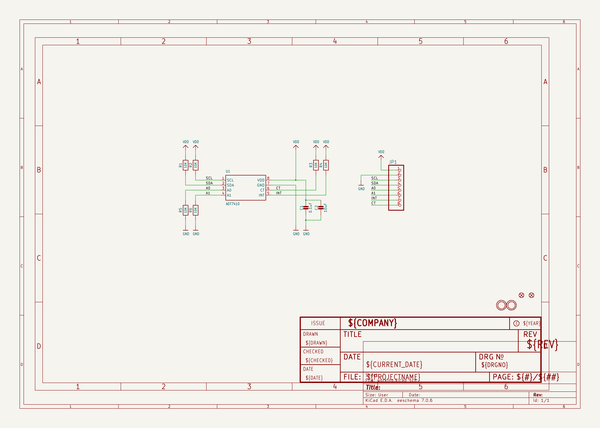 1 2 3 4 5 6
A A
B B
C C
D D
VDD VDD VDD VDD VDD
VDD
U1
SCL
SDA
A0
A1
SCL
SDA
A0
A1
VDD
GND
CT
INT
CT
INT
ADT7410
GND GND GND GND
JP1
GND
SCL
SDA
A0
A1
INT
CT
ISSUE
${COMPANY}
${YEAR}
DRAWN
${DRAWN}
TITLE
REV
${REV}
CHECKED
${CHECKED}
DATE
${CURRENT_DATE}
DRG №
${DRGNO}
DATE
${DATE}
FILE:
${PROJECTNAME}
PAGE: ${#}/${##}
1 2 3 4 5 6
Title:
Size: User Date: Rev:
KiCad E.D.A. eeschema 7.0.6 Id: 1/1